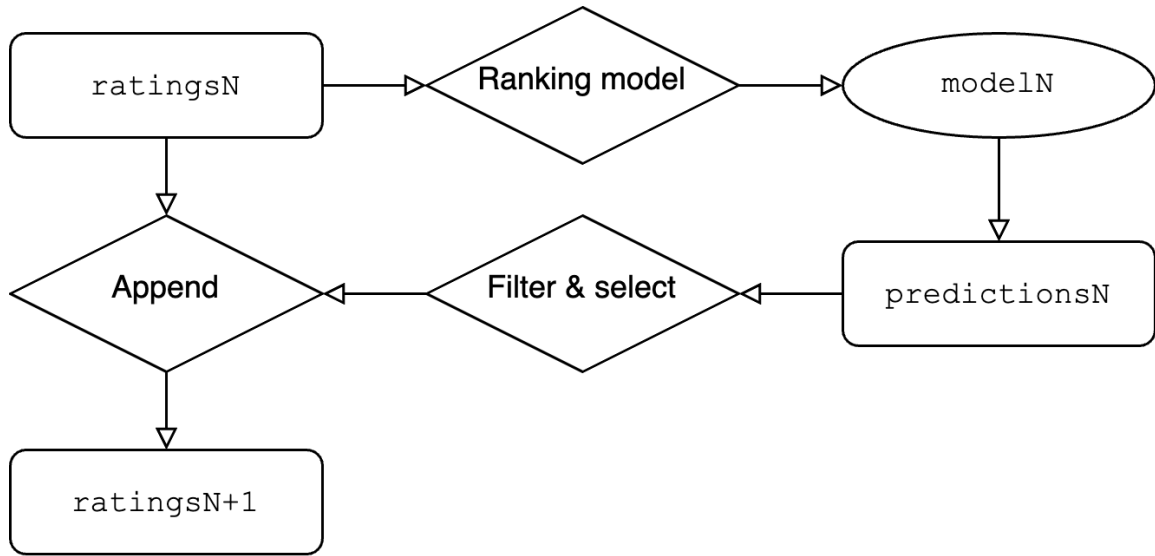 ratingsN
Ranking model
modelN
Append
Filter & select
predictionsN
ratingsN+1